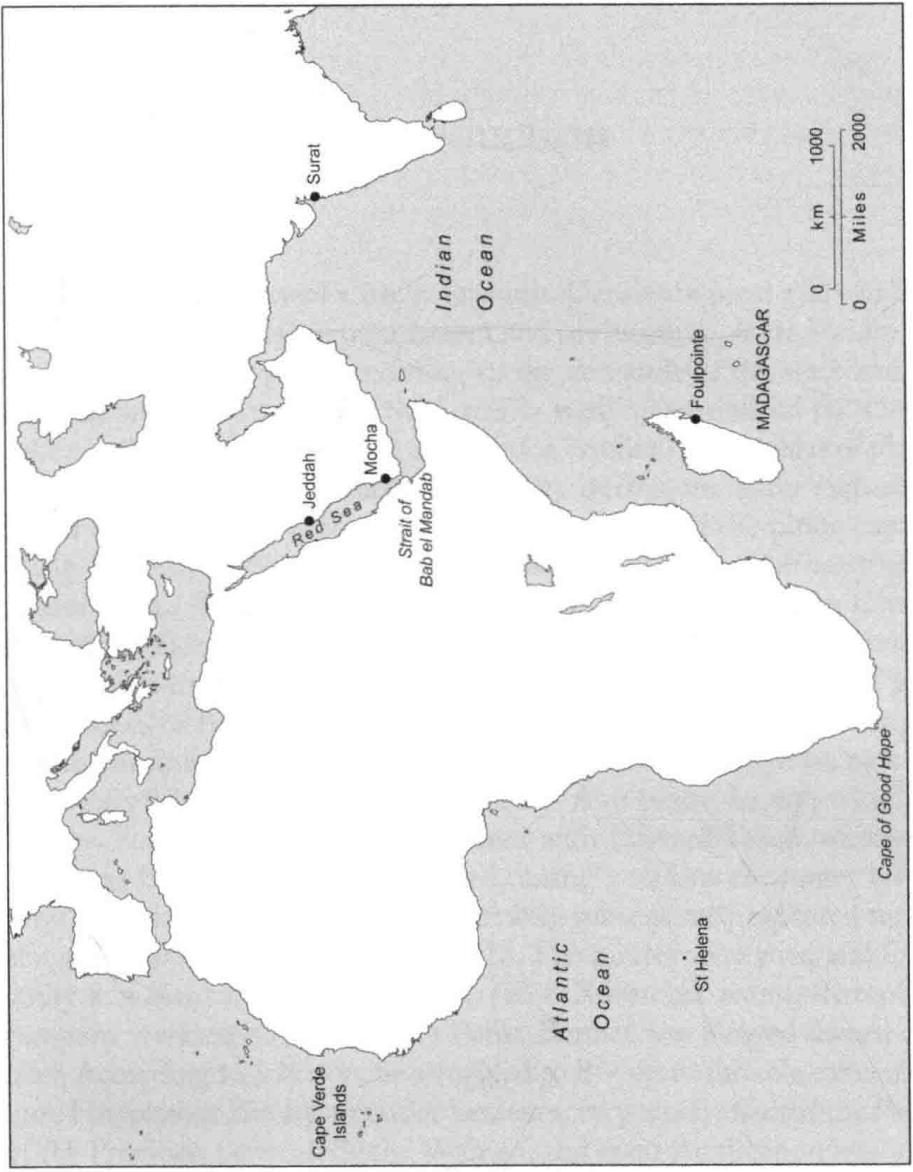 Surat
Jeddah
Red Sea
Mocha
Strait of
Bab el Mandab
Indian
Ocean
Foulpointe
MADAGASCAR
Cape Verde
Islands
Atlantic
Ocean
St Helena
Cape of Good Hope
0 km 1000
0 Miles 2000